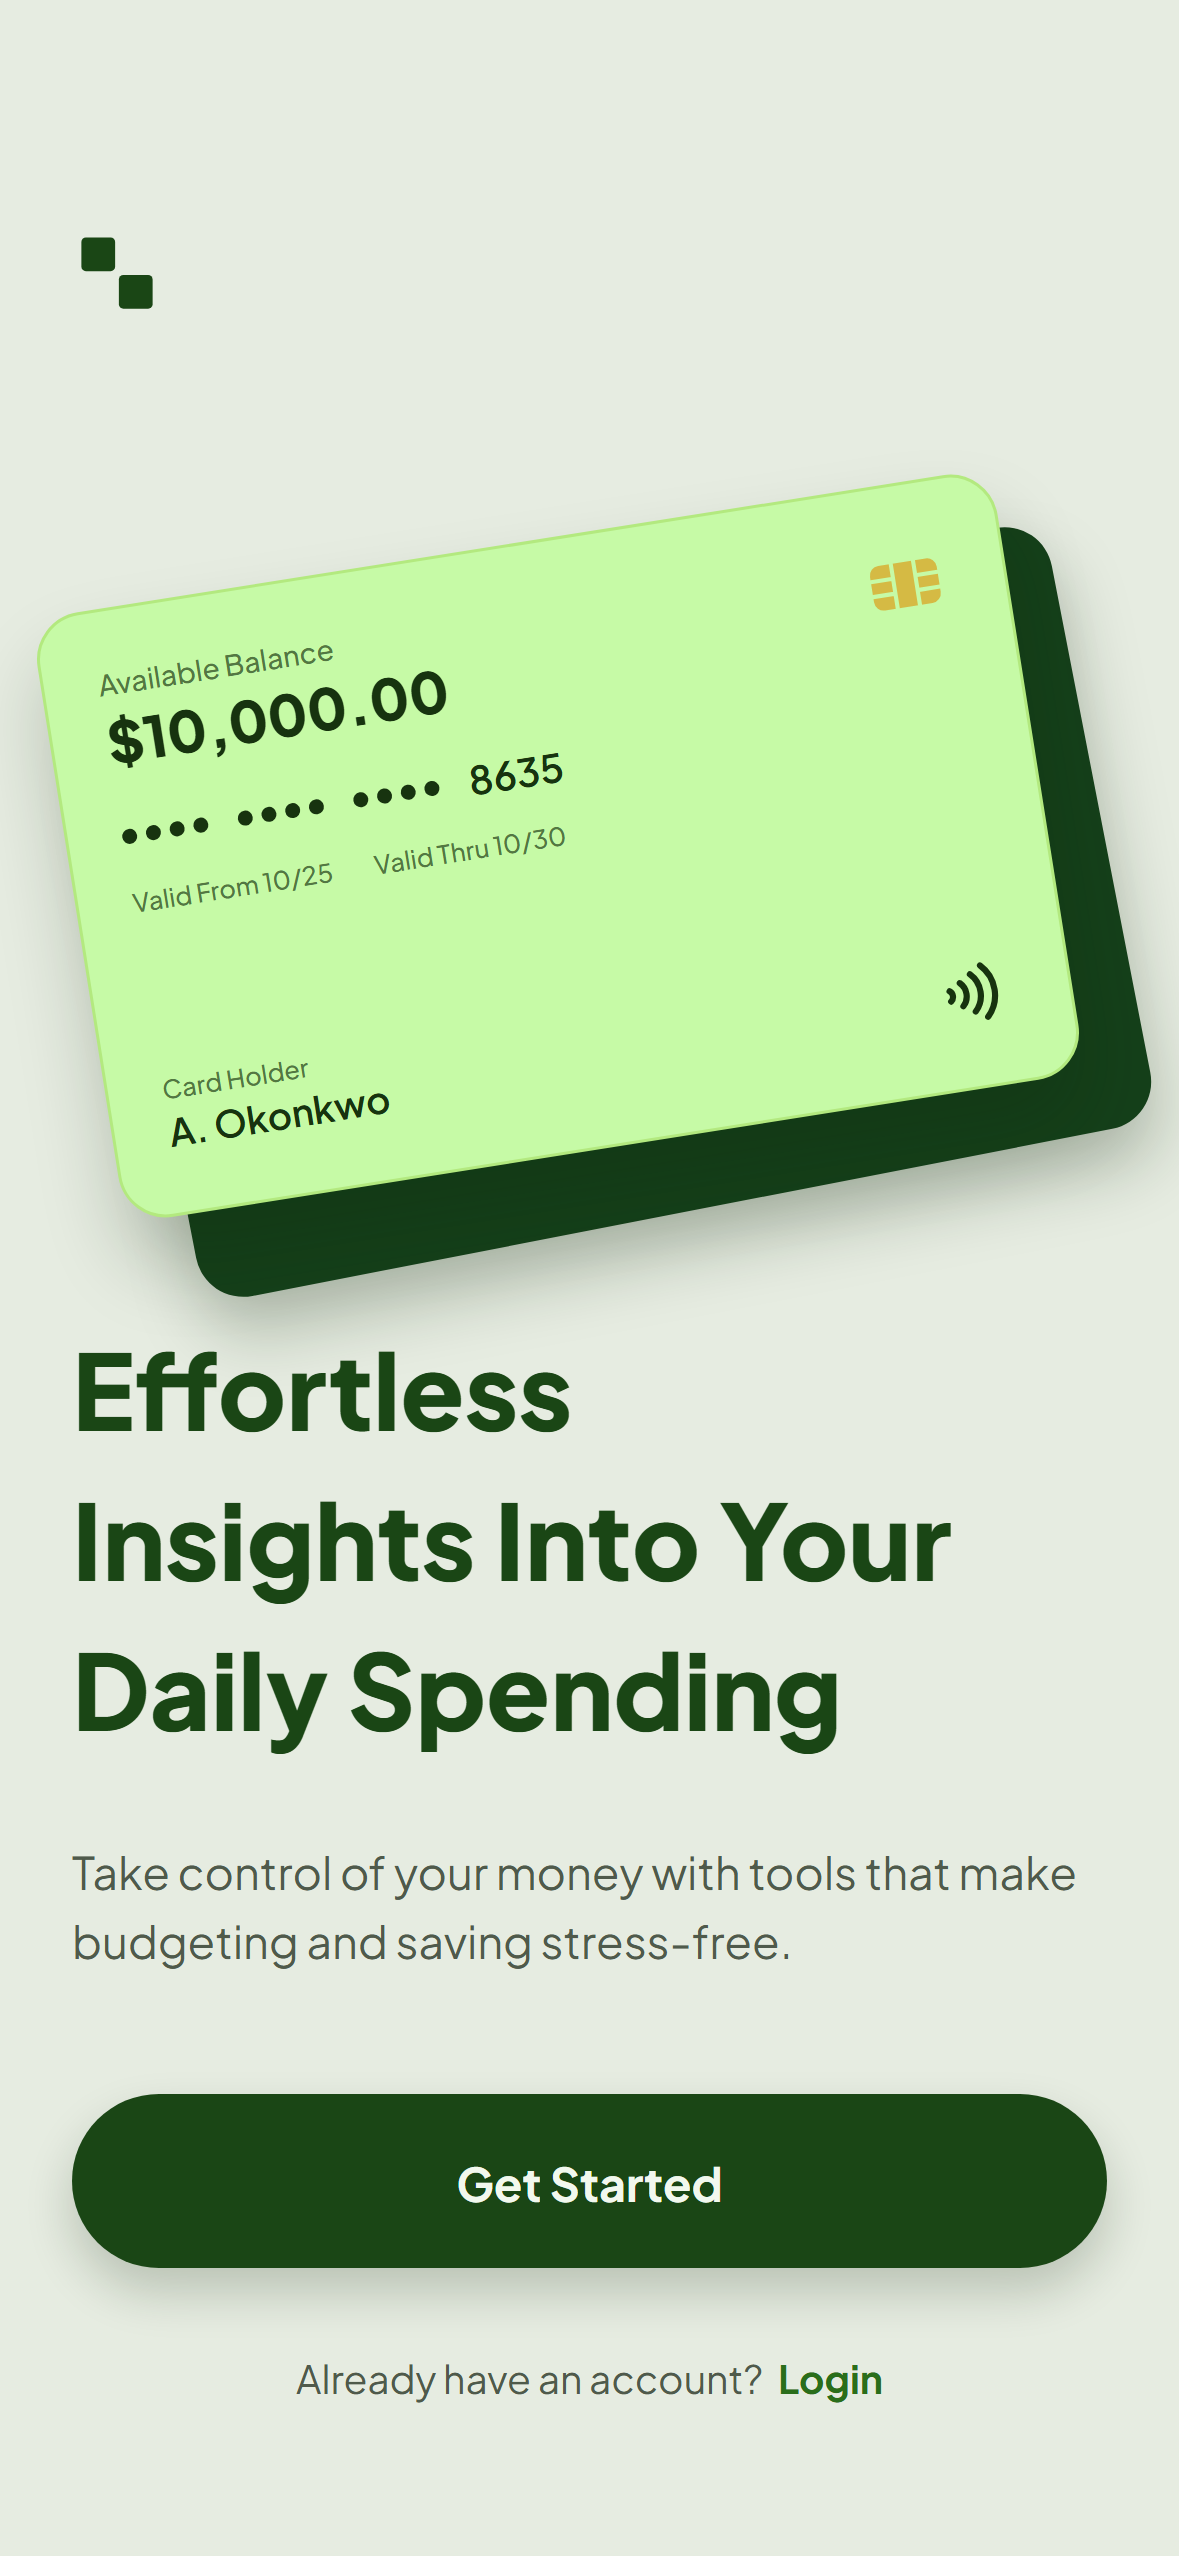 Available Balance
$10,000.00
•••• •••• •••• 8635
Valid From 10/25 Valid Thru 10/30
Card Holder
A. Okonkwo
Effortless
Insights Into Your
Daily Spending
Take control of your money with tools that make
budgeting and saving stress-free.
Get Started
Already have an account? Login